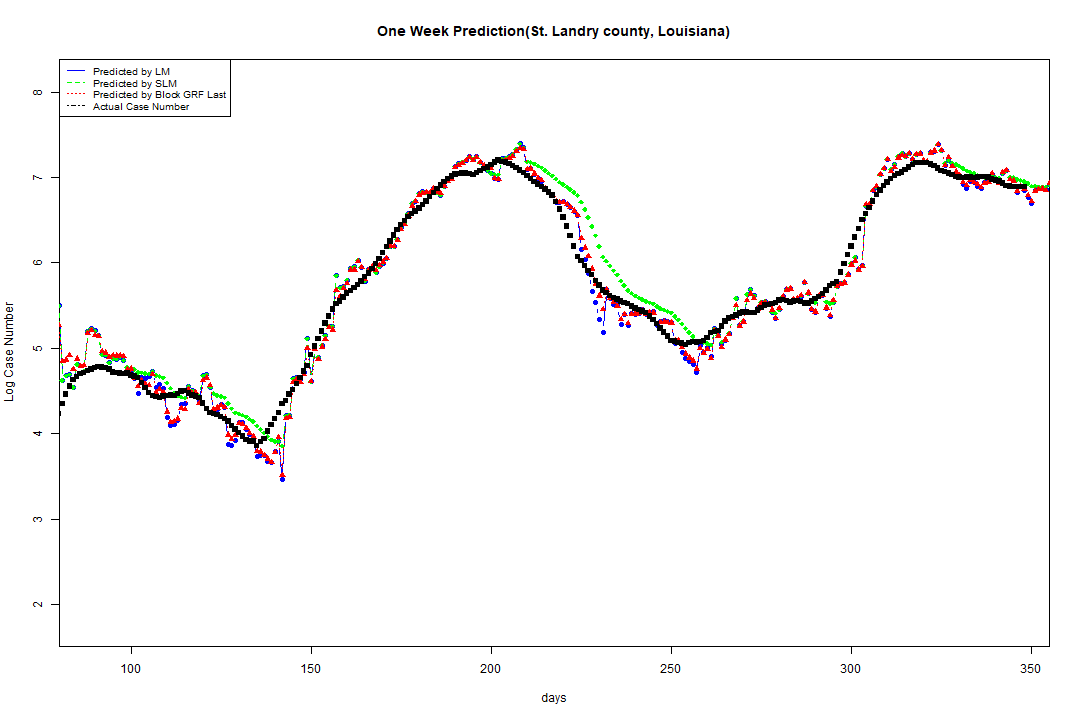 One Week Prediction(St. Landry county, Louisiana)
Predicted by LM
Predicted by SLM
Predicted by Block GRF Last
Actual Case Number
8
7
6
5
4
3
2
Log Case Number
100 150 200 250 300 350
days